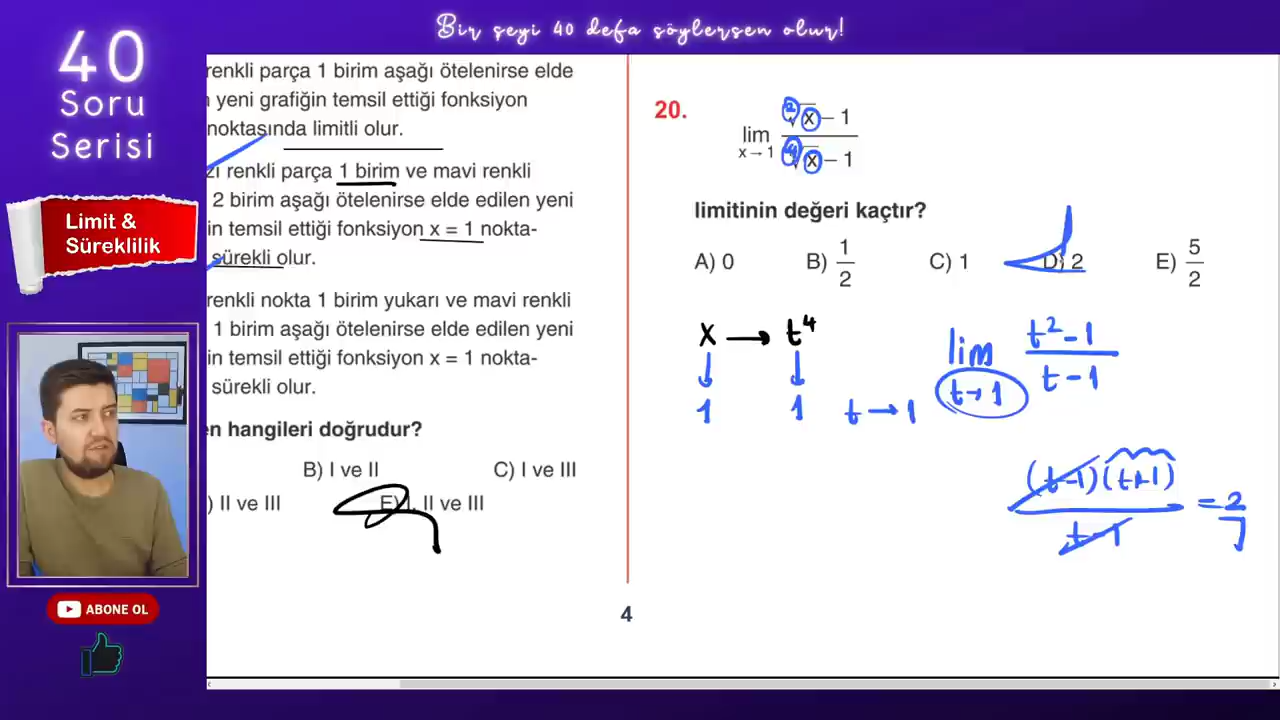 Bir şeyi 40 defa söylersen olur!
40
Soru
Serisi
Limit &
Süreklilik
ABONE OL
renkli parça 1 birim aşağı ötelenirse elde
yeni grafiğin temsil ettiği fonksiyon
noktasında limitli olur.
renkli parça 1 birim ve mavi renkli
2 birim aşağı ötelenirse elde edilen yeni
in temsil ettiği fonksiyon x = 1 nokta-
sürekli olur.
renkli nokta 1 birim yukarı ve mavi renkli
1 birim aşağı ötelenirse elde edilen yeni
in temsil ettiği fonksiyon x = 1 nokta-
sürekli olur.
en hangileri doğrudur?
B) I ve II C) I ve III
) II ve III E) I, II ve III
4
20.
lim x→1 (²√x − 1)/(⁴√x − 1)
limitinin değeri kaçtır?
A) 0 B) 1/2 C) 1 D) 2 E) 5/2
x → t⁴
↓ ↓
1 1 t → 1
lim t→1 (t² − 1)/(t − 1)
(t−1)(t+1)/(t−1) = 2